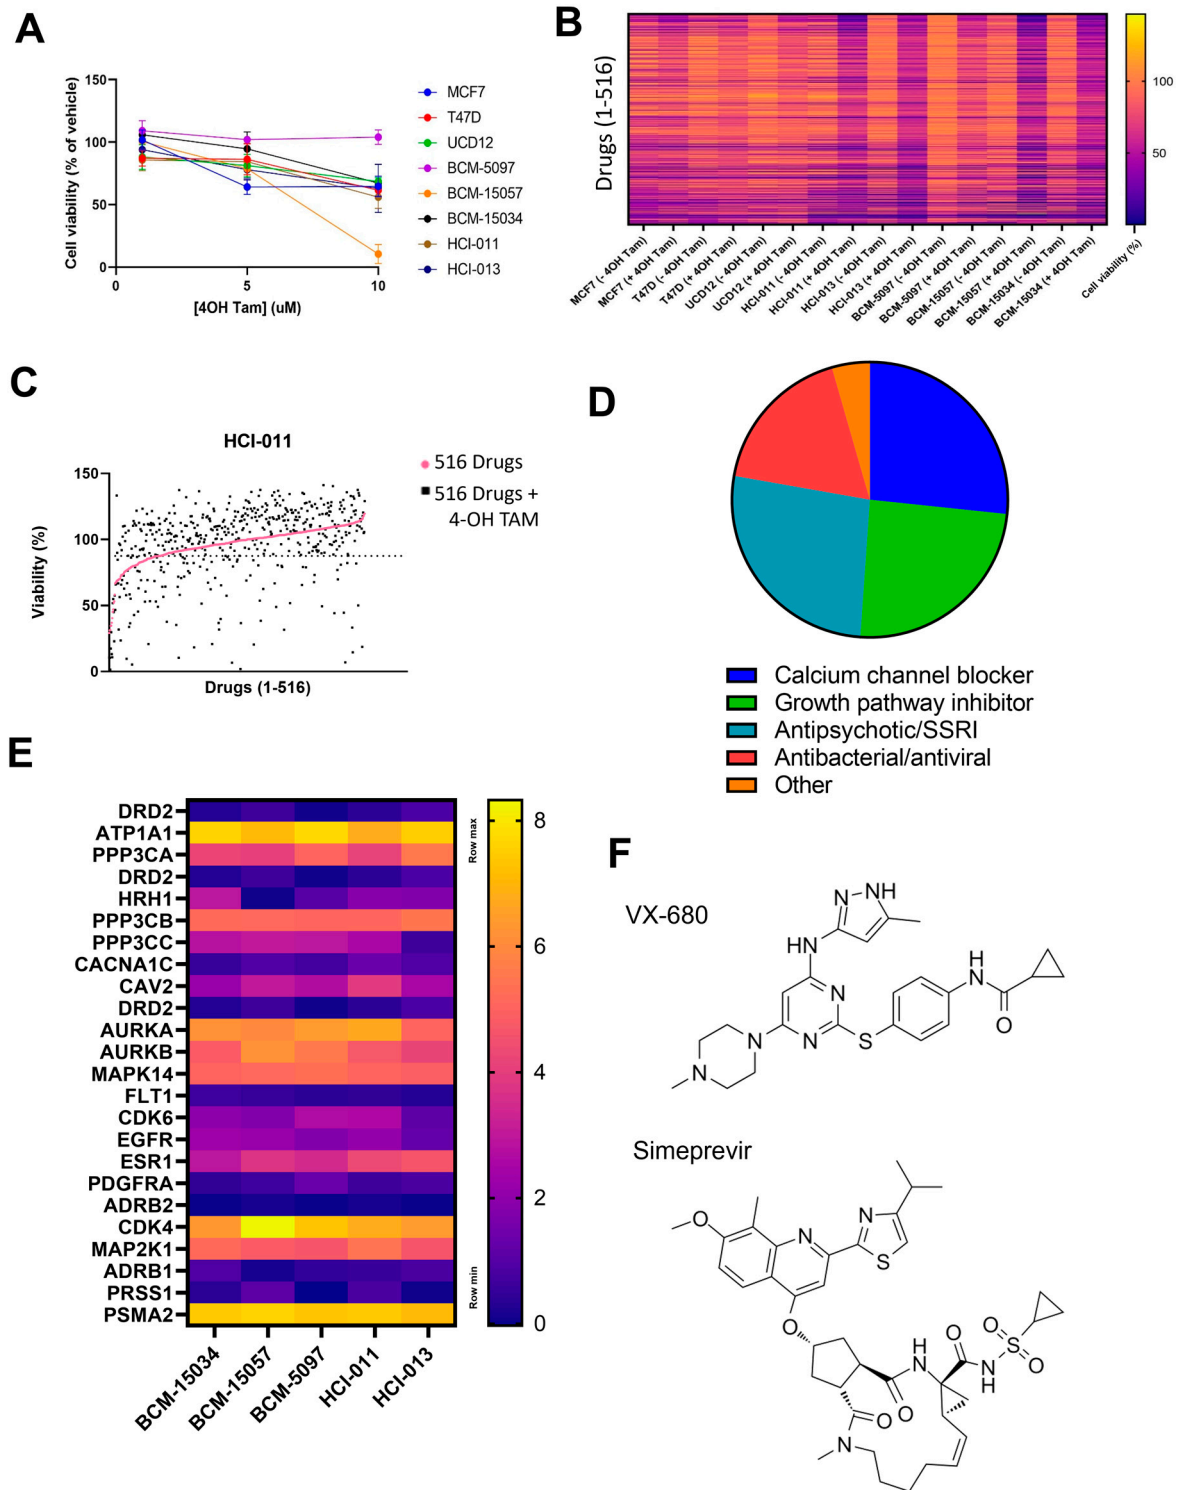 A
Cell viability (% of vehicle)
150
100
50
0
0
5
10
[4OH Tam] (uM)
MCF7
T47D
UCD12
BCM-5097
BCM-15057
BCM-15034
HCI-011
HCI-013
B
Drugs (1-516)
MCF7 (- 4OH Tam)
MCF7 (+ 4OH Tam)
T47D (- 4OH Tam)
T47D (+ 4OH Tam)
UCD12 (- 4OH Tam)
UCD12 (+ 4OH Tam)
HCI-011 (- 4OH Tam)
HCI-011 (+ 4OH Tam)
HCI-013 (- 4OH Tam)
HCI-013 (+ 4OH Tam)
BCM-5097 (- 4OH Tam)
BCM-5097 (+ 4OH Tam)
BCM-15057 (- 4OH Tam)
BCM-15057 (+ 4OH Tam)
BCM-15034 (- 4OH Tam)
BCM-15034 (+ 4OH Tam)
100
50
Cell viability (%)
C
HCI-011
Viability (%)
150
100
50
0
Drugs (1-516)
516 Drugs
516 Drugs +
4-OH TAM
D
Calcium channel blocker
Growth pathway inhibitor
Antipsychotic/SSRI
Antibacterial/antiviral
Other
E
DRD2
ATP1A1
PPP3CA
DRD2
HRH1
PPP3CB
PPP3CC
CACNA1C
CAV2
DRD2
AURKA
AURKB
MAPK14
FLT1
CDK6
EGFR
ESR1
PDGFRA
ADRB2
CDK4
MAP2K1
ADRB1
PRSS1
PSMA2
BCM-15034
BCM-15057
BCM-5097
HCI-011
HCI-013
Row max
Row min
8
6
4
2
0
F
VX-680
N
NH
HN
N
N
N
N
S
H
N
O
Simeprevir
O
N
N
S
O
H
N
O
O
S
O
N
H
O
O
N